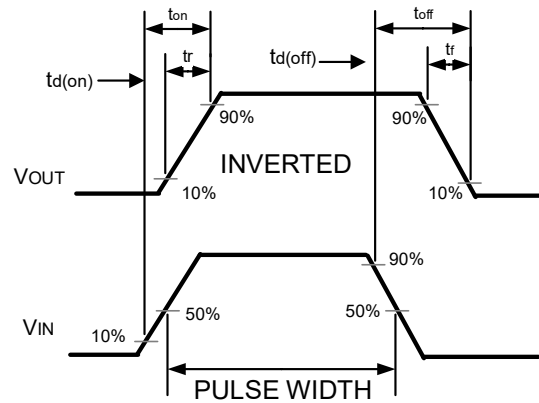 ton
toff
tr
tf
td(on)
td(off)
90%
90%
INVERTED
VOUT
10%
10%
90%
50%
50%
VIN
10%
PULSE WIDTH